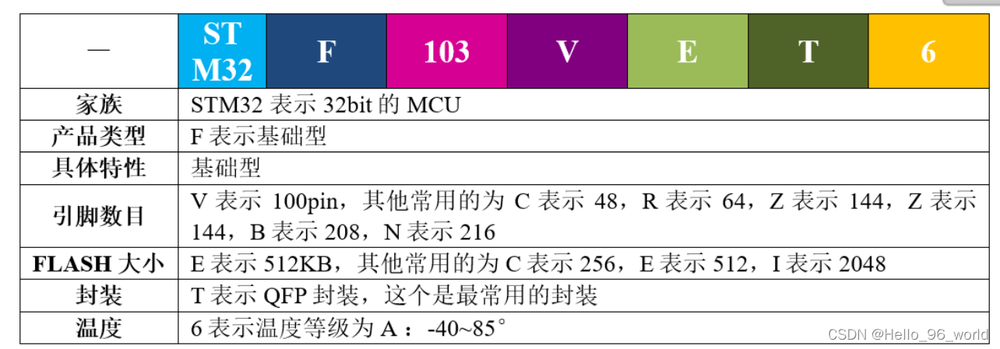 —
ST
M32
F
103
V
E
T
6
家族
STM32 表示 32bit 的 MCU
产品类型
F 表示基础型
具体特性
基础型
引脚数目
V 表示 100pin，其他常用的为 C 表示 48，R 表示 64，Z 表示 144，Z 表示
144，B 表示 208，N 表示 216
FLASH 大小
E 表示 512KB，其他常用的为 C 表示 256，E 表示 512，I 表示 2048
封装
T 表示 QFP 封装，这个是最常用的封装
温度
6 表示温度等级为 A ：-40~85°
CSDN @Hello_96_world